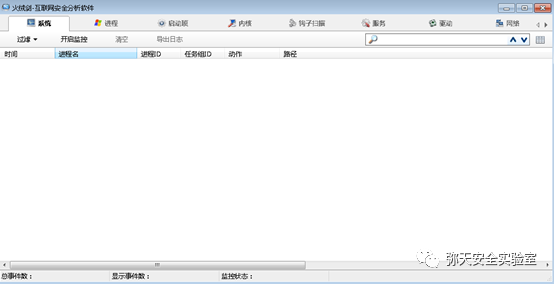 火绒剑-互联网安全分析软件
系统 进程 启动项 内核 钩子扫描 服务 驱动 网络
过滤 开启监控 清空 导出日志
时间 进程名 进程ID 任务组ID 动作 路径
弥天安全实验室
总事件数： 显示事件数： 监控状态：